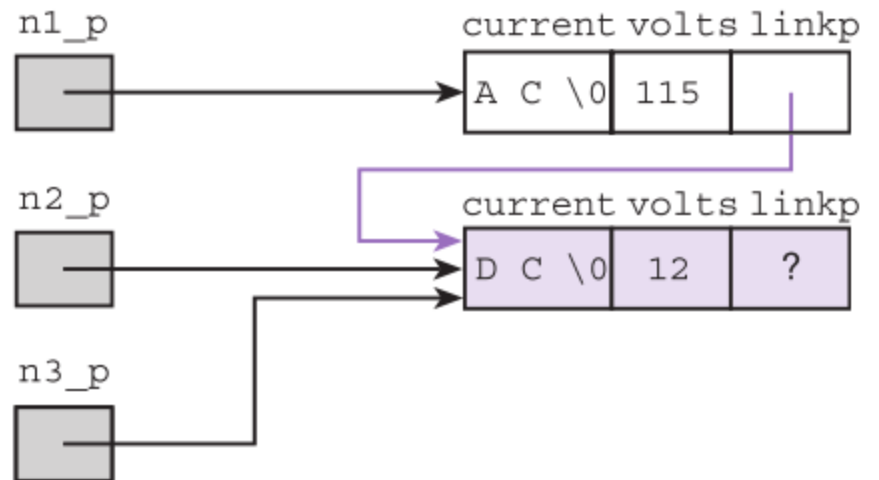 n1_p
current volts linkp
A C \0 115
n2_p
current volts linkp
D C \0 12 ?
n3_p